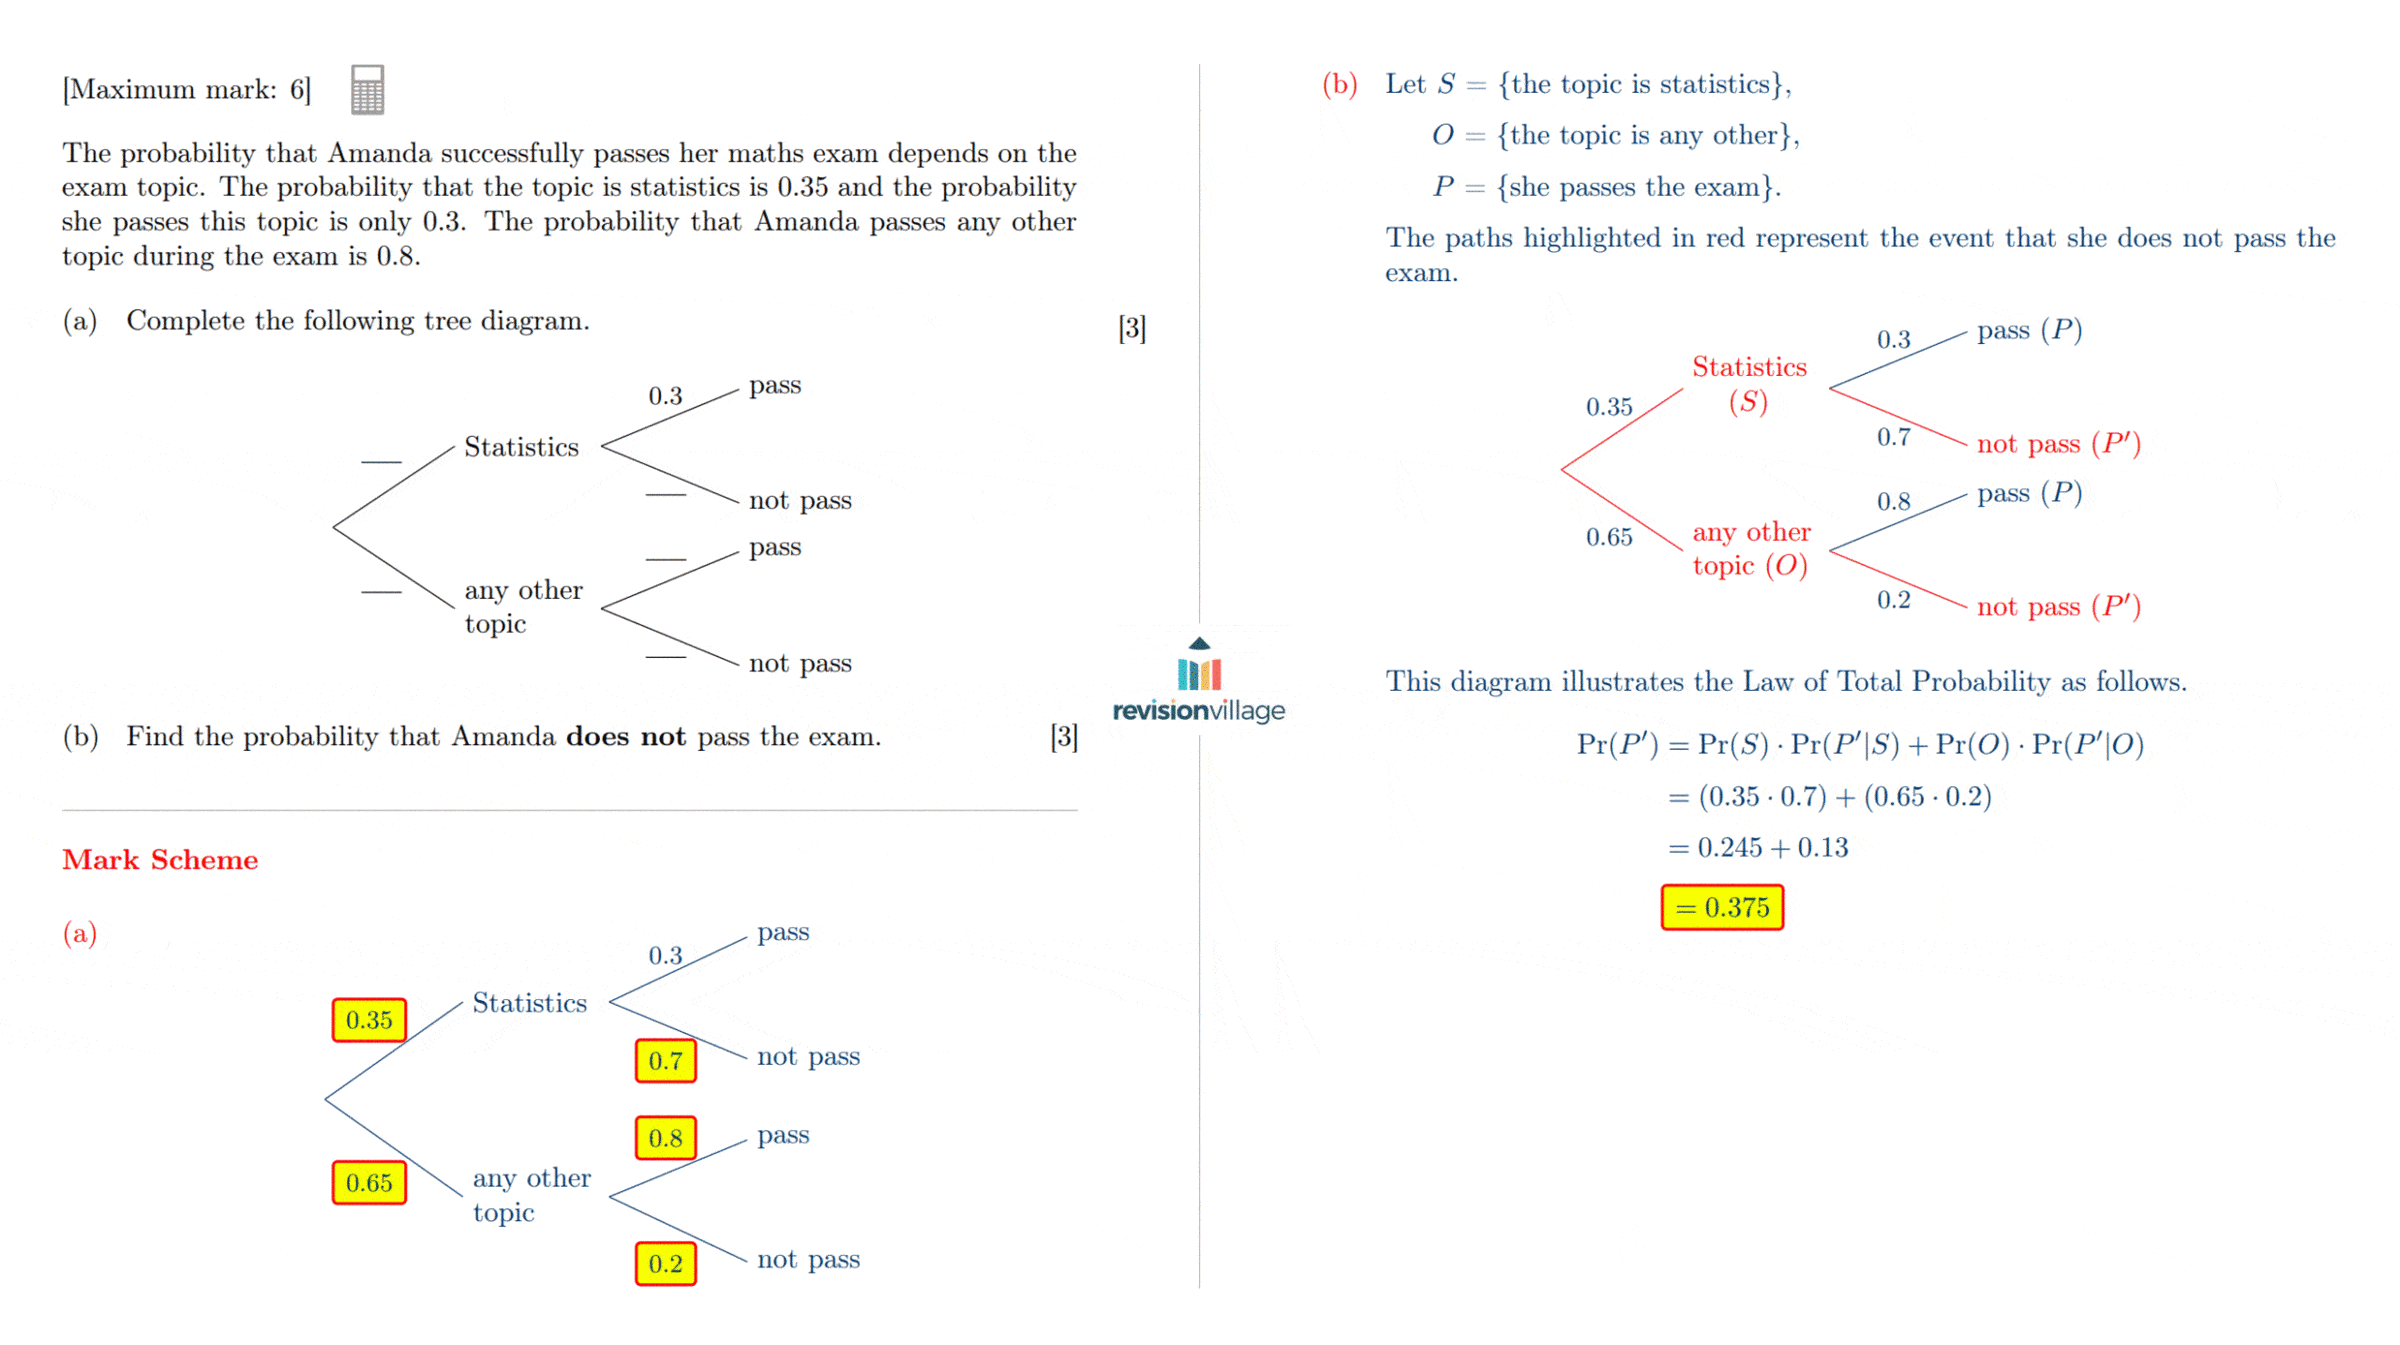 [Maximum mark: 6]
The probability that Amanda successfully passes her maths exam depends on the
exam topic. The probability that the topic is statistics is 0.35 and the probability
she passes this topic is only 0.3. The probability that Amanda passes any other
topic during the exam is 0.8.
(a) Complete the following tree diagram. [3]
0.3 pass
Statistics
not pass
pass
any other
topic
not pass
(b) Find the probability that Amanda does not pass the exam. [3]
Mark Scheme
(a)
pass
0.3
Statistics
0.35
not pass
0.7
pass
0.8
0.65
any other
topic
not pass
0.2
revisionvillage
(b) Let S = {the topic is statistics},
O = {the topic is any other},
P = {she passes the exam}.
The paths highlighted in red represent the event that she does not pass the
exam.
0.3 pass (P)
Statistics
(S)
0.35
0.7 not pass (P′)
0.8 pass (P)
0.65
any other
topic (O)
0.2 not pass (P′)
This diagram illustrates the Law of Total Probability as follows.
Pr(P′) = Pr(S) · Pr(P′|S) + Pr(O) · Pr(P′|O)
= (0.35 · 0.7) + (0.65 · 0.2)
= 0.245 + 0.13
= 0.375